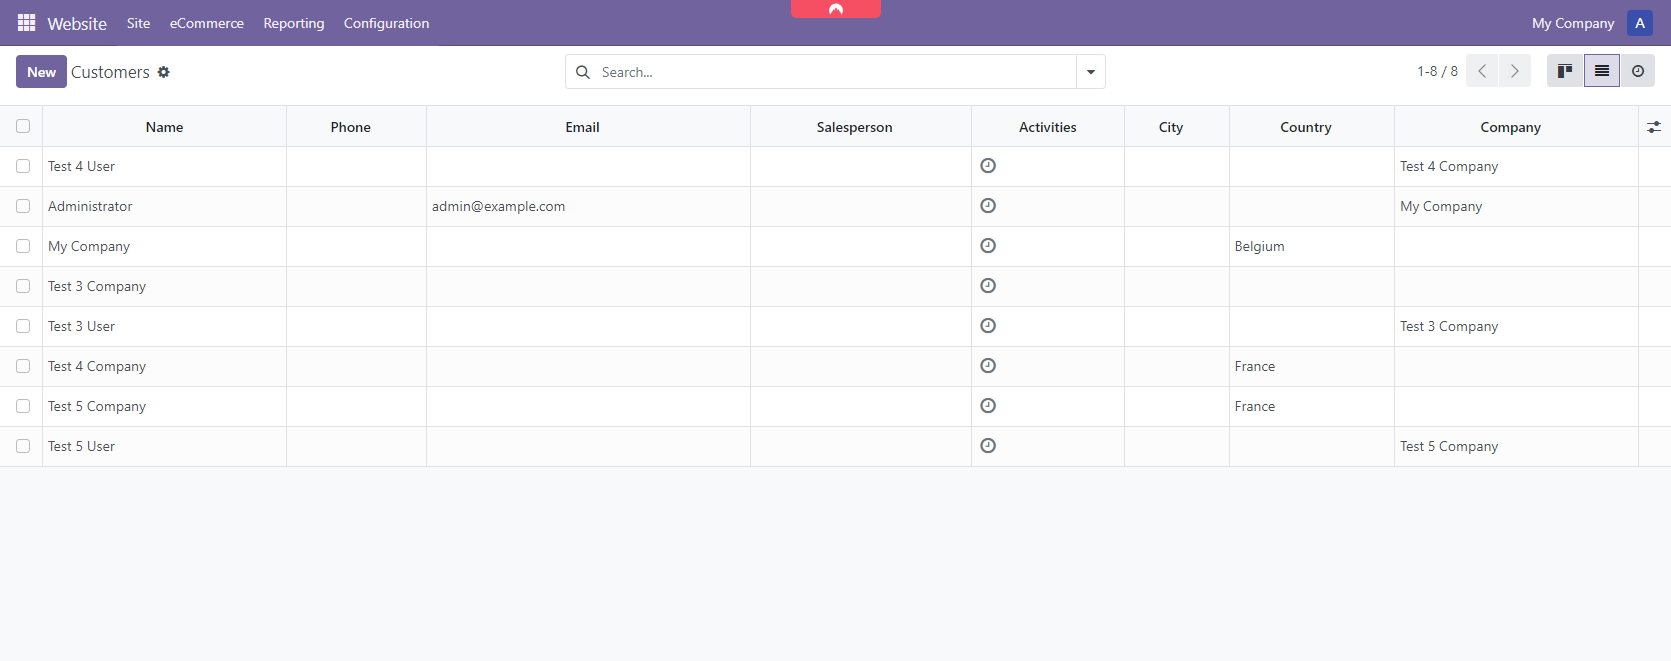 Website Site eCommerce Reporting Configuration My Company A
New Customers Search... 1-8 / 8
Name Phone Email Salesperson Activities City Country Company
Test 4 User Test 4 Company
Administrator admin@example.com My Company
My Company Belgium
Test 3 Company
Test 3 User Test 3 Company
Test 4 Company France
Test 5 Company France
Test 5 User Test 5 Company